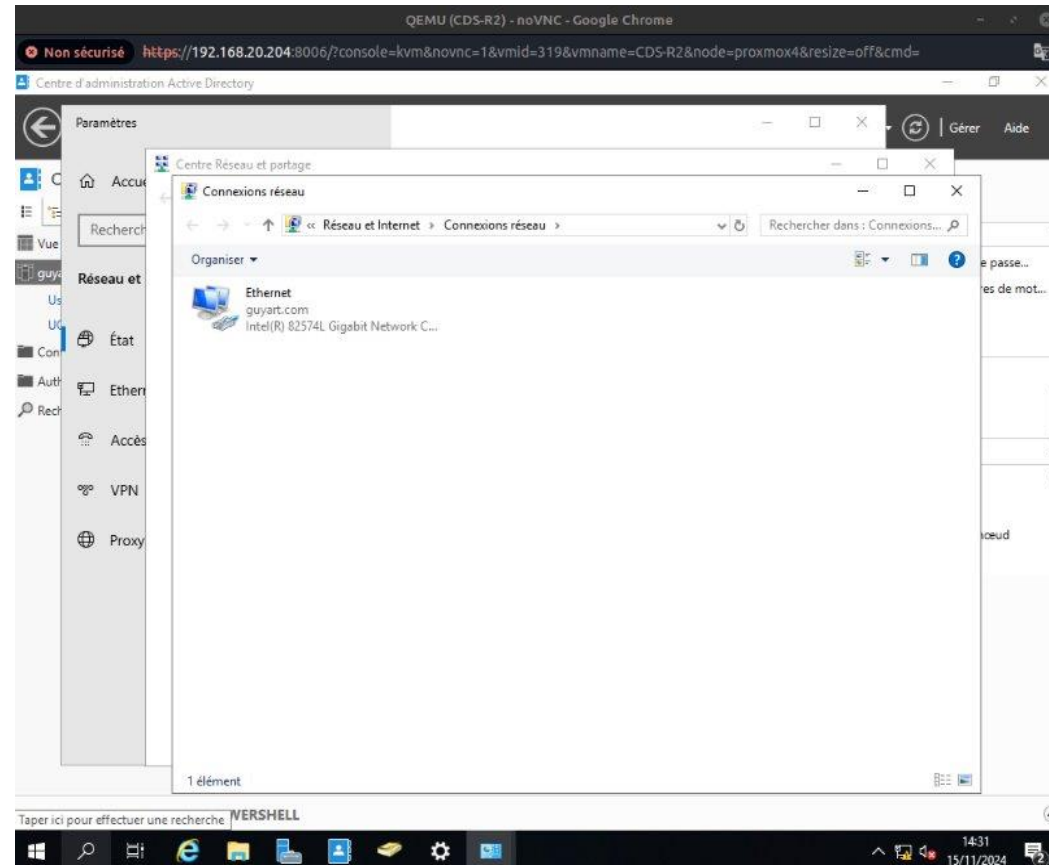 QEMU (CDS-R2) - noVNC - Google Chrome
Non sécurisé https://192.168.20.204:8006/?console=kvm&novnc=1&vmid=319&vmname=CDS-R2&node=proxmox4&resize=off&cmd=
Centre d'administration Active Directory
Paramètres
Gérer Aide
Centre Réseau et partage
C
Accue
Connexions réseau
Recherch
« Réseau et Internet > Connexions réseau >
Rechercher dans : Connexions...
Vue
Organiser
e passe...
guya
Réseau et
Ethernet
res de mot...
Us
guyart.com
UG
Intel(R) 82574L Gigabit Network C...
État
Con
Auth
Ethern
Rech
Accès
VPN
Proxy
nœud
1 élément
Taper ici pour effectuer une recherche
WERSHELL
14:31
15/11/2024